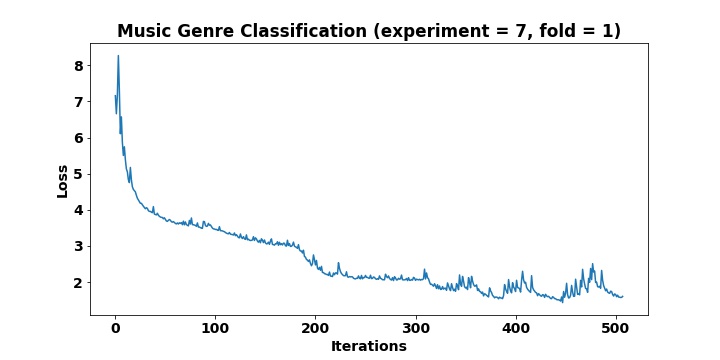 Music Genre Classification (experiment = 7, fold = 1)
8
7
6
5
4
3
2
Loss
0 100 200 300 400 500
Iterations